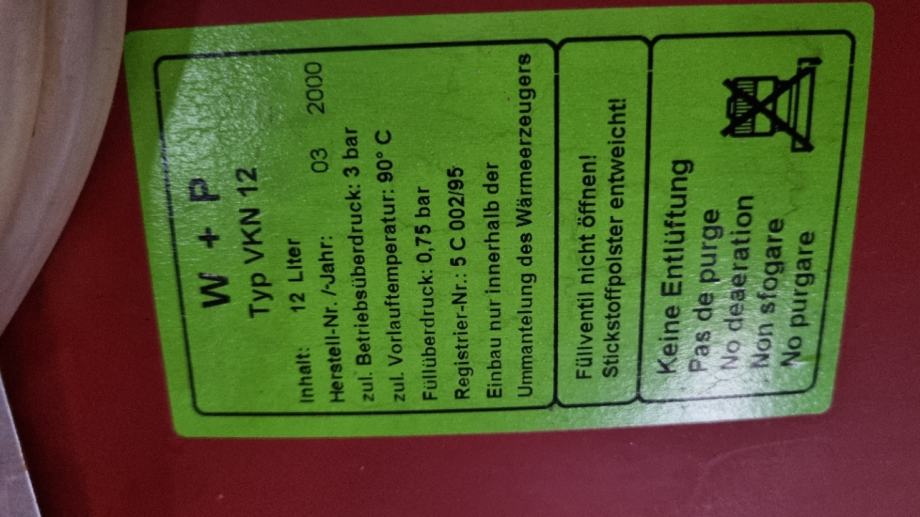 W + P
Typ VKN 12
Inhalt: 12 Liter
Herstell-Nr. /-Jahr: 03 2000
zul. Betriebsüberdruck: 3 bar
zul. Vorlauftemperatur: 90° C
Füllüberdruck: 0,75 bar
Registrier-Nr.: 5 C 002/95
Einbau nur innerhalb der
Ummantelung des Wärmeerzeugers
Füllventil nicht öffnen!
Stickstoffpolster entweicht!
Keine Entlüftung
Pas de purge
No deaeration
Non sfogare
No purgare